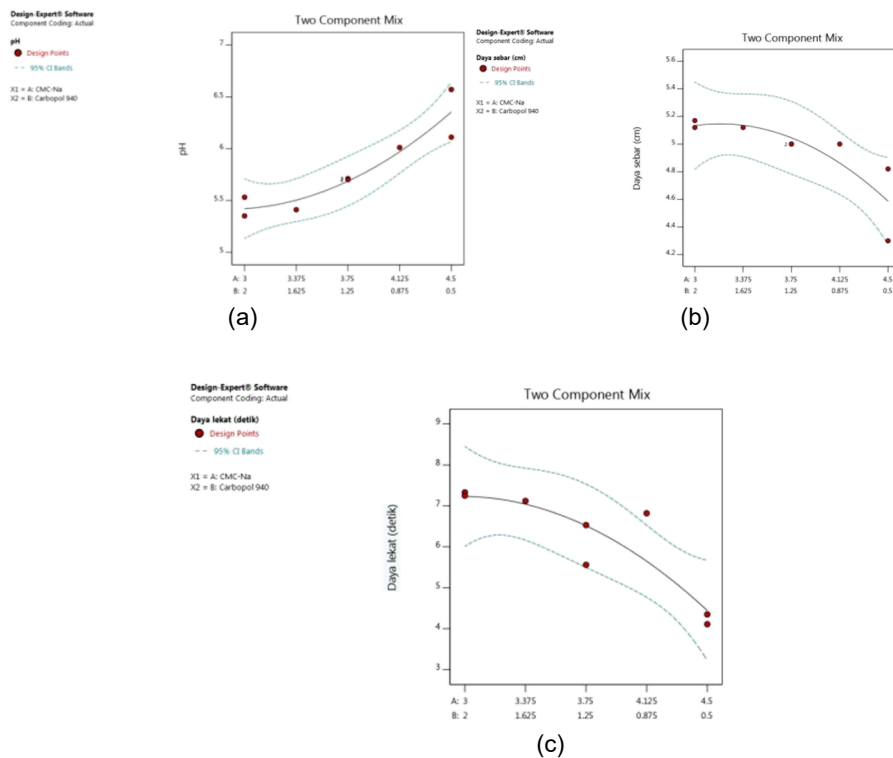 Design-Expert® Software
Component Coding: Actual
pH
Design Points
95% CI Bands
X1 = A: CMC-Na
X2 = B: Carbopol 940
Two Component Mix
7
6.5
6
5.5
5
pH
2
A: 3 3.375 3.75 4.125 4.5
B: 2 1.625 1.25 0.875 0.5
(a)
Design-Expert® Software
Component Coding: Actual
Daya sebar (cm)
Design Points
95% CI Bands
X1 = A: CMC-Na
X2 = B: Carbopol 940
Two Component Mix
5.6
5.4
5.2
5
4.8
4.6
4.4
4.2
Daya sebar (cm)
2
A: 3 3.375 3.75 4.125 4.5
B: 2 1.625 1.25 0.875 0.5
(b)
Design-Expert® Software
Component Coding: Actual
Daya lekat (detik)
Design Points
95% CI Bands
X1 = A: CMC-Na
X2 = B: Carbopol 940
Two Component Mix
9
8
7
6
5
4
3
Daya lekat (detik)
A: 3 3.375 3.75 4.125 4.5
B: 2 1.625 1.25 0.875 0.5
(c)